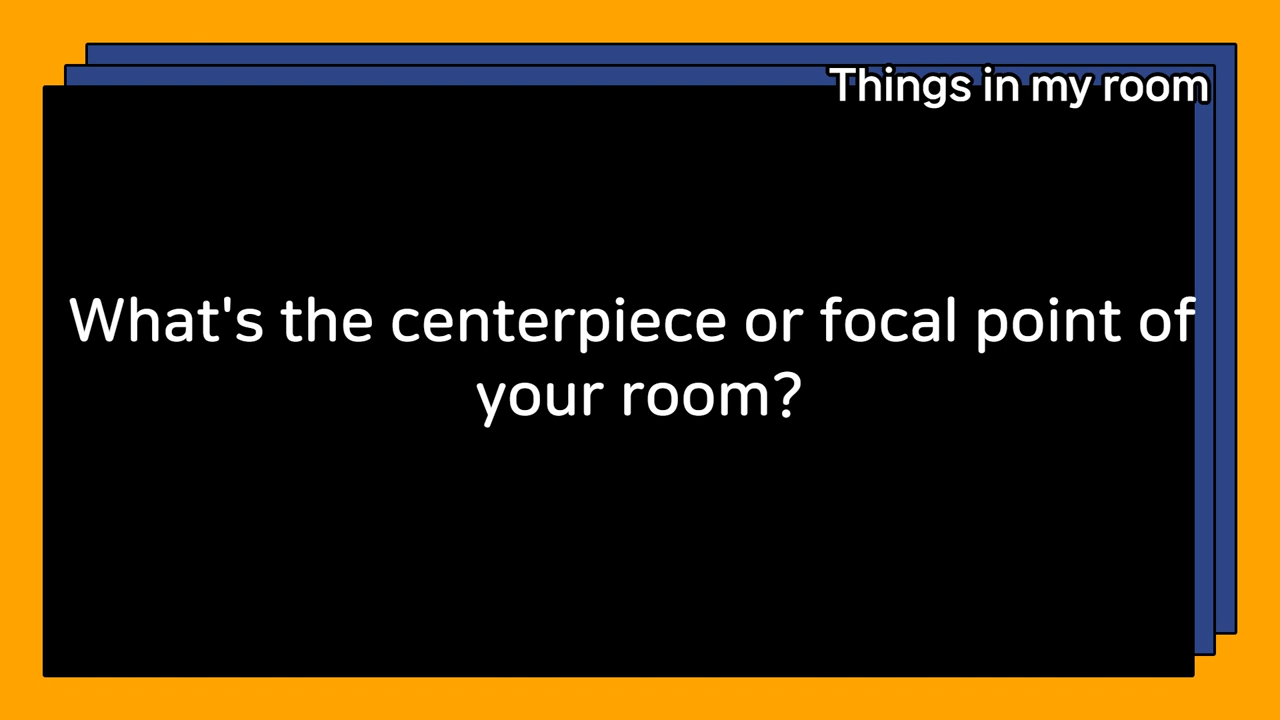 Things in my room
What's the centerpiece or focal point of
your room?